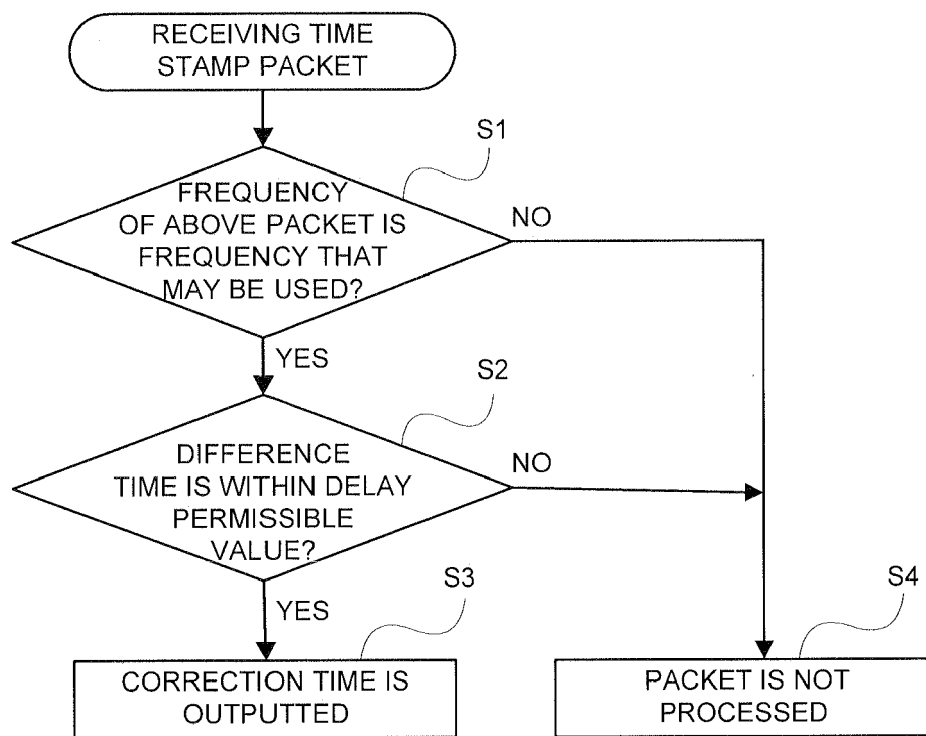 RECEIVING TIME
STAMP PACKET
S1
FREQUENCY
OF ABOVE PACKET IS
FREQUENCY THAT
MAY BE USED?
NO
YES
S2
DIFFERENCE
TIME IS WITHIN DELAY
PERMISSIBLE
VALUE?
NO
YES
S3
CORRECTION TIME IS
OUTPUTTED
S4
PACKET IS NOT
PROCESSED